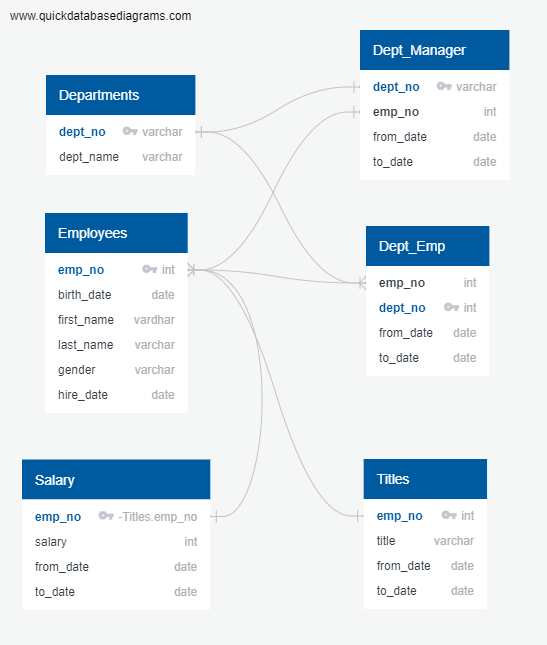 www.quickdatabasediagrams.com
Departments
dept_no varchar
dept_name varchar
Dept_Manager
dept_no varchar
emp_no int
from_date date
to_date date
Employees
emp_no int
birth_date date
first_name vardhar
last_name varchar
gender varchar
hire_date date
Dept_Emp
emp_no int
dept_no int
from_date date
to_date date
Salary
emp_no -Titles.emp_no
salary int
from_date date
to_date date
Titles
emp_no int
title varchar
from_date date
to_date date